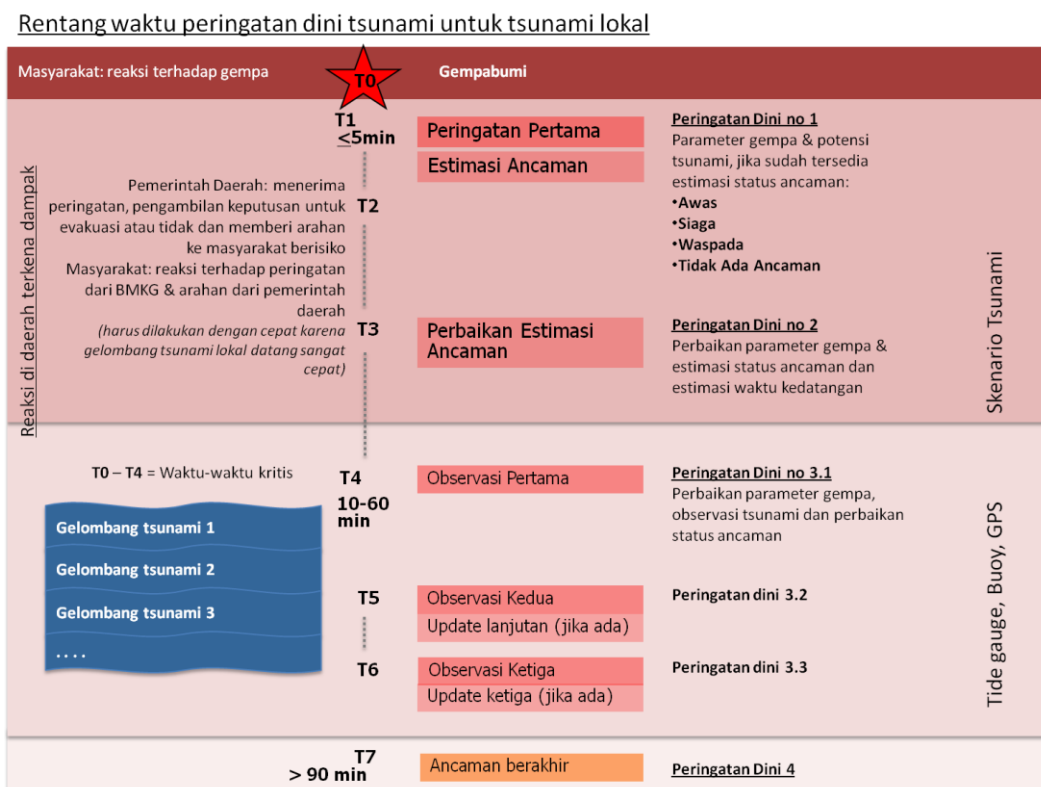 Rentang waktu peringatan dini tsunami untuk tsunami lokal
Masyarakat: reaksi terhadap gempa
T0
Gempabumi
Reaksi di daerah terkena dampak
T1
≤5min
Peringatan Pertama
Estimasi Ancaman
Peringatan Dini no 1
Parameter gempa & potensi
tsunami, jika sudah tersedia
estimasi status ancaman:
•Awas
•Siaga
•Waspada
•Tidak Ada Ancaman
Pemerintah Daerah: menerima
peringatan, pengambilan keputusan untuk
evakuasi atau tidak dan memberi arahan
ke masyarakat berisiko
Masyarakat: reaksi terhadap peringatan
dari BMKG & arahan dari pemerintah
daerah
(harus dilakukan dengan cepat karena
gelombang tsunami lokal datang sangat
cepat)
T2
T3
Perbaikan Estimasi
Ancaman
Peringatan Dini no 2
Perbaikan parameter gempa &
estimasi status ancaman dan
estimasi waktu kedatangan
Skenario Tsunami
T0 – T4 = Waktu-waktu kritis
T4
10-60
min
Observasi Pertama
Peringatan Dini no 3.1
Perbaikan parameter gempa,
observasi tsunami dan perbaikan
status ancaman
Gelombang tsunami 1
Gelombang tsunami 2
Gelombang tsunami 3
....
T5
Observasi Kedua
Update lanjutan (jika ada)
Peringatan dini 3.2
T6
Observasi Ketiga
Update ketiga (jika ada)
Peringatan dini 3.3
Tide gauge, Buoy, GPS
T7
> 90 min
Ancaman berakhir
Peringatan Dini 4